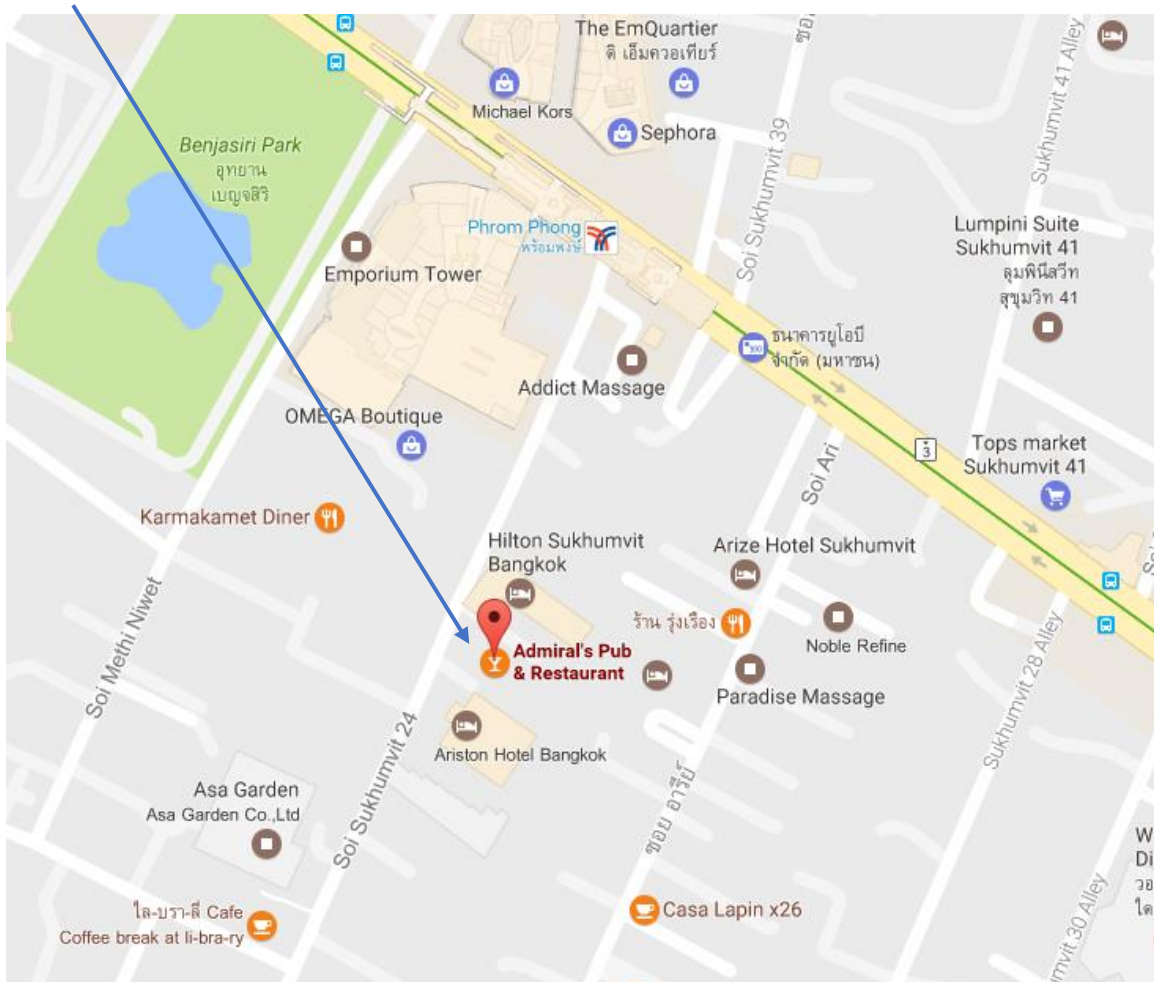 The EmQuartier
ดิ เอ็มควอเทียร์
Michael Kors
Sephora
Soi Sukhumvit 39
Sukhumvit 41 Alley
Benjasiri Park
อุทยาน
เบญจสิริ
Phrom Phong
พร้อมพงษ์
Emporium Tower
Lumpini Suite
Sukhumvit 41
ลุมพินีสวีท
สุขุมวิท 41
ธนาคารยูโอบี
จำกัด (มหาชน)
Addict Massage
OMEGA Boutique
3
Tops market
Sukhumvit 41
Soi Ari
Karmakamet Diner
Hilton Sukhumvit
Bangkok
Arize Hotel Sukhumvit
ร้าน รุ่งเรือง
Noble Refine
Admiral's Pub
& Restaurant
Paradise Massage
Soi Methi Niwet
Sukhumvit 28 Alley
Ariston Hotel Bangkok
Soi Sukhumvit 24
ซอย อารีย์
Asa Garden
Asa Garden Co.,Ltd
ใล-บรา-ลี่ Cafe
Coffee break at li-bra-ry
Casa Lapin x26
umvit 30 Alley